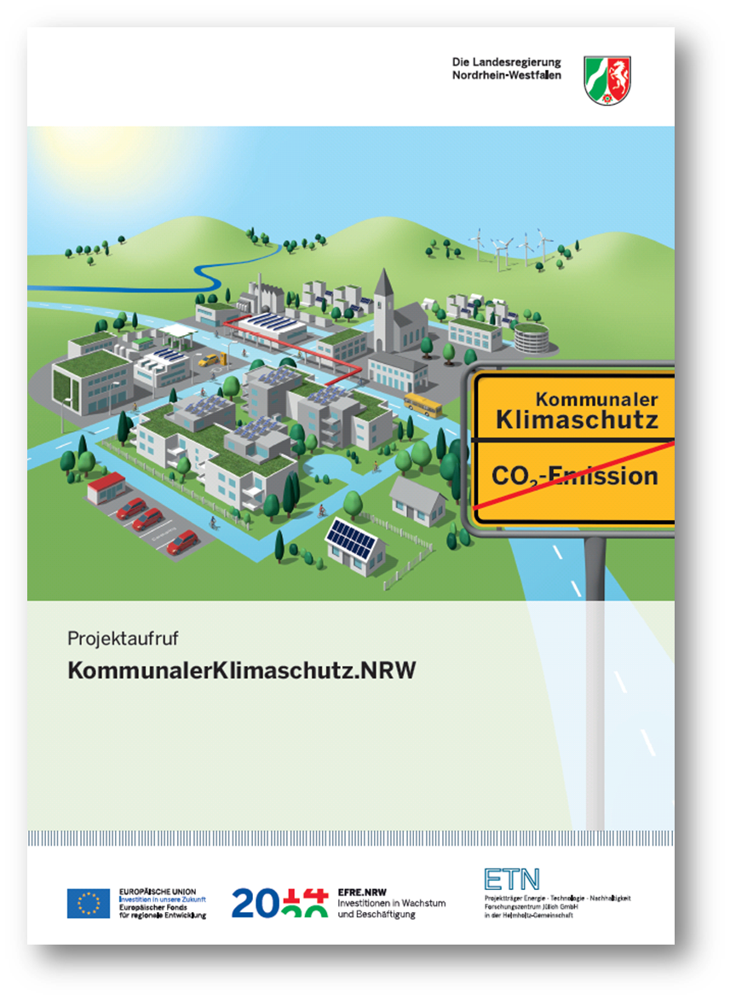 Die Landesregierung
Nordrhein-Westfalen
Kommunaler
Klimaschutz
CO₂-Emission
Projektaufruf
KommunalerKlimaschutz.NRW
EUROPÄISCHE UNION
Investition in unsere Zukunft
Europäischer Fonds
für regionale Entwicklung
2014
20
EFRE.NRW
Investitionen in Wachstum
und Beschäftigung
ETN
Projektträger Energie · Technologie · Nachhaltigkeit
Forschungszentrum Jülich GmbH
in der Helmholtz-Gemeinschaft